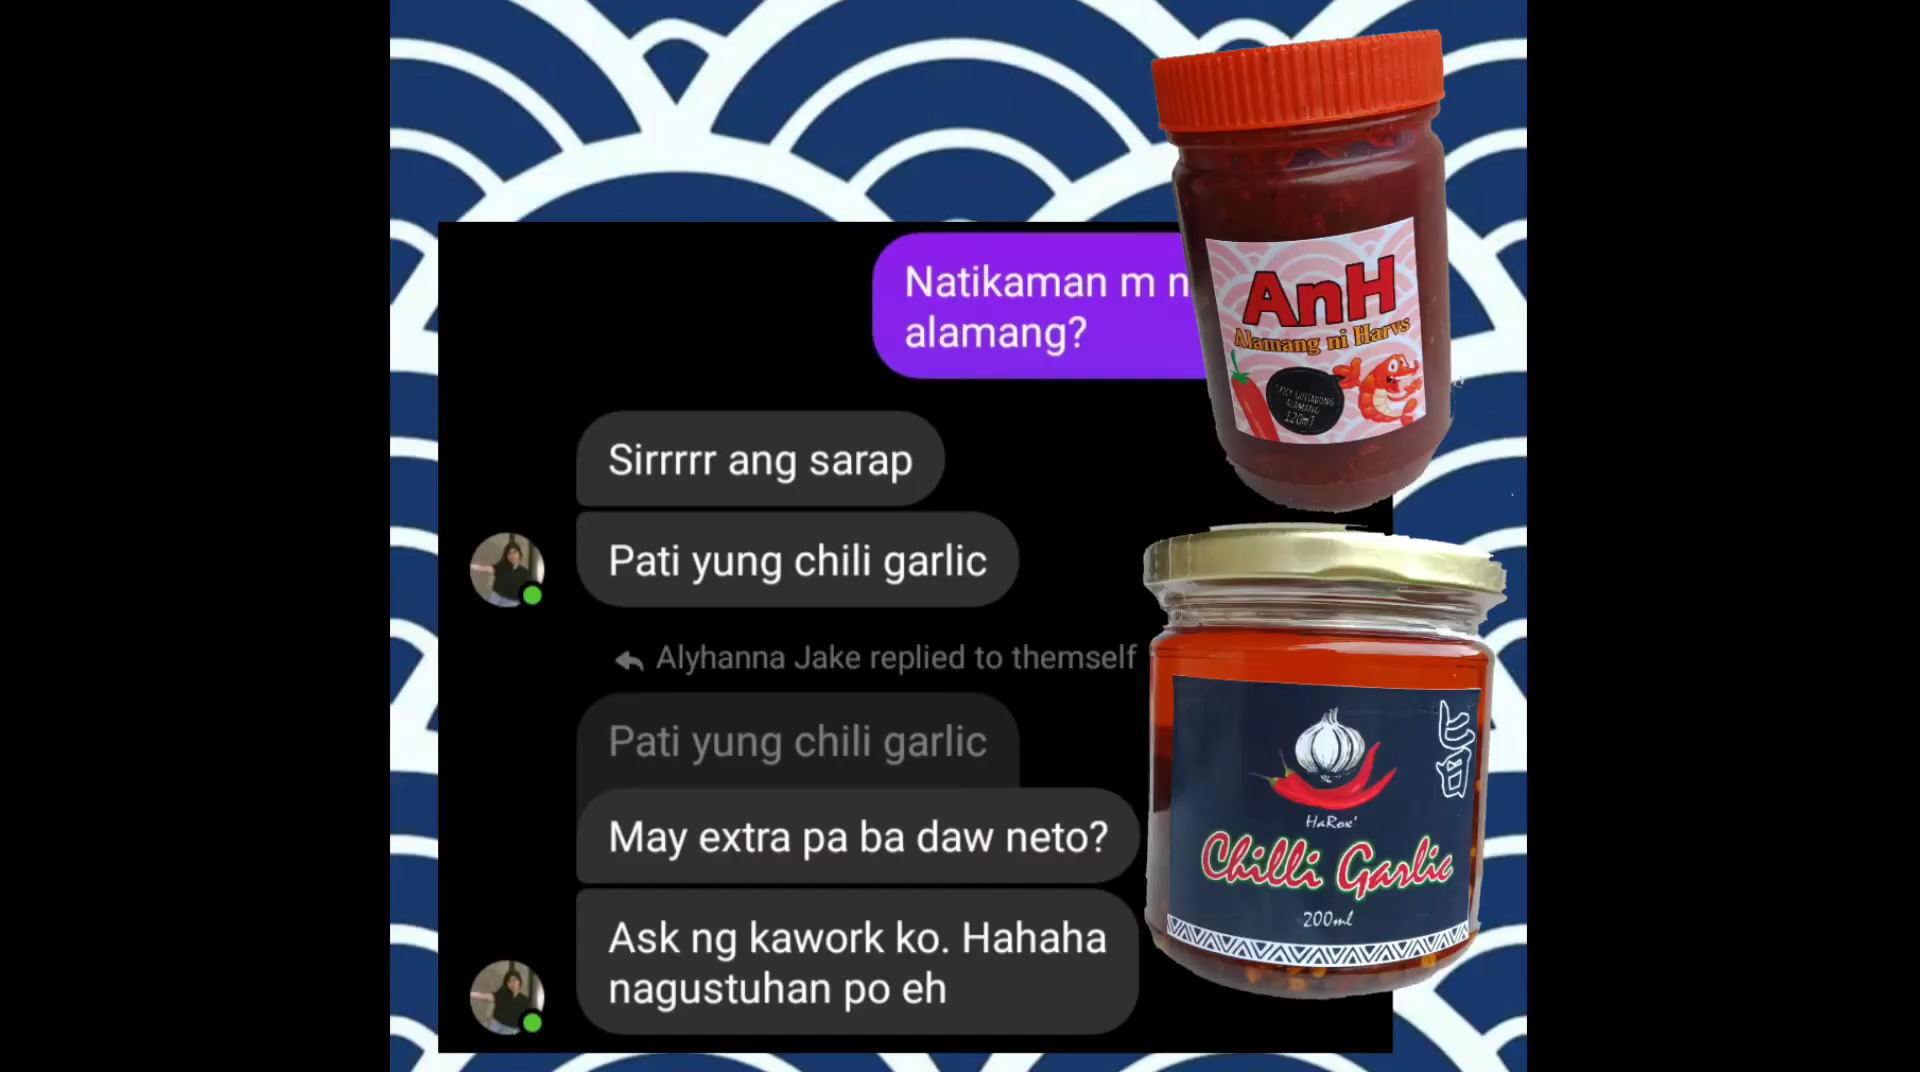 Natikaman m n
alamang?
Sirrrrr ang sarap
Pati yung chili garlic
Alyhanna Jake replied to themself
Pati yung chili garlic
May extra pa ba daw neto?
Ask ng kawork ko. Hahaha
nagustuhan po eh
AnH
Alamang ni Harvs
ALAMANG
120ml
旨
HaRox'
Chilli Garlic
200ml